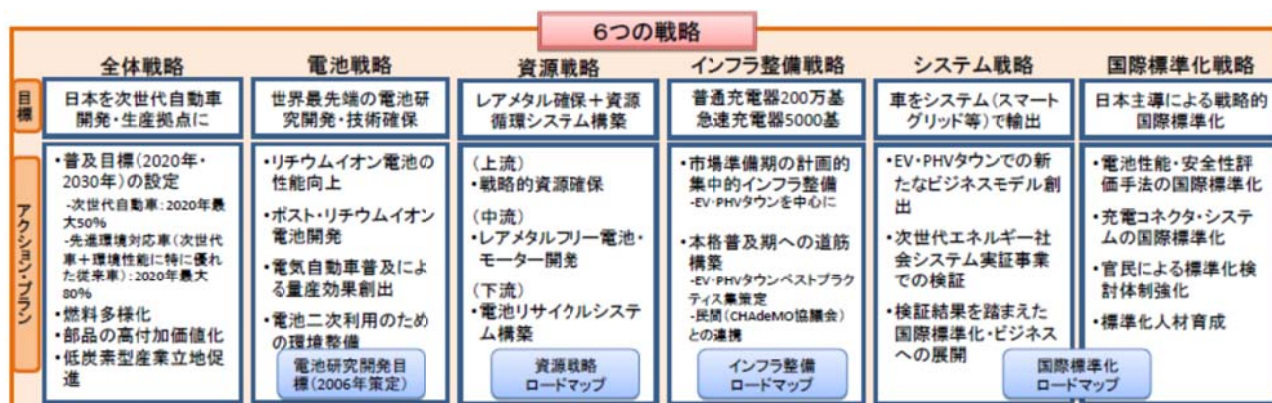 6つの戦略
全体戦略
電池戦略
資源戦略
インフラ整備戦略
システム戦略
国際標準化戦略
目標
日本を次世代自動車
開発・生産拠点に
世界最先端の電池研
究開発・技術確保
レアメタル確保＋資源
循環システム構築
普通充電器200万基
急速充電器5000基
車をシステム(スマート
グリッド等)で輸出
日本主導による戦略的
国際標準化
アクション・プラン
・普及目標(2020年・
2030年)の設定
-次世代自動車:2020年最
大50%
-先進環境対応車(次世代
車＋環境性能に特に優れ
た従来車):2020年最大
80%
・燃料多様化
・部品の高付加価値化
・低炭素型産業立地促
進
・リチウムイオン電池の
性能向上
・ポスト・リチウムイオン
電池開発
・電気自動車普及によ
る量産効果創出
・電池二次利用のため
の環境整備
電池研究開発目
標(2006年策定)
(上流)
・戦略的資源確保
(中流)
・レアメタルフリー電池・
モーター開発
(下流)
・電池リサイクルシステ
ム構築
資源戦略
ロードマップ
・市場準備期の計画的
集中的インフラ整備
-EV・PHVタウンを中心に
・本格普及期への道筋
構築
-EV・PHVタウンベストプラク
ティス集策定
-民間(CHAdeMO協議会)
との連携
インフラ整備
ロードマップ
・EV・PHVタウンでの新
たなビジネスモデル創
出
・次世代エネルギー社
会システム実証事業
での検証
・検証結果を踏まえた
国際標準化・ビジネス
への展開
・電池性能・安全性評
価手法の国際標準化
・充電コネクタ・システ
ムの国際標準化
・官民による標準化検
討体制強化
・標準化人材育成
国際標準化
ロードマップ